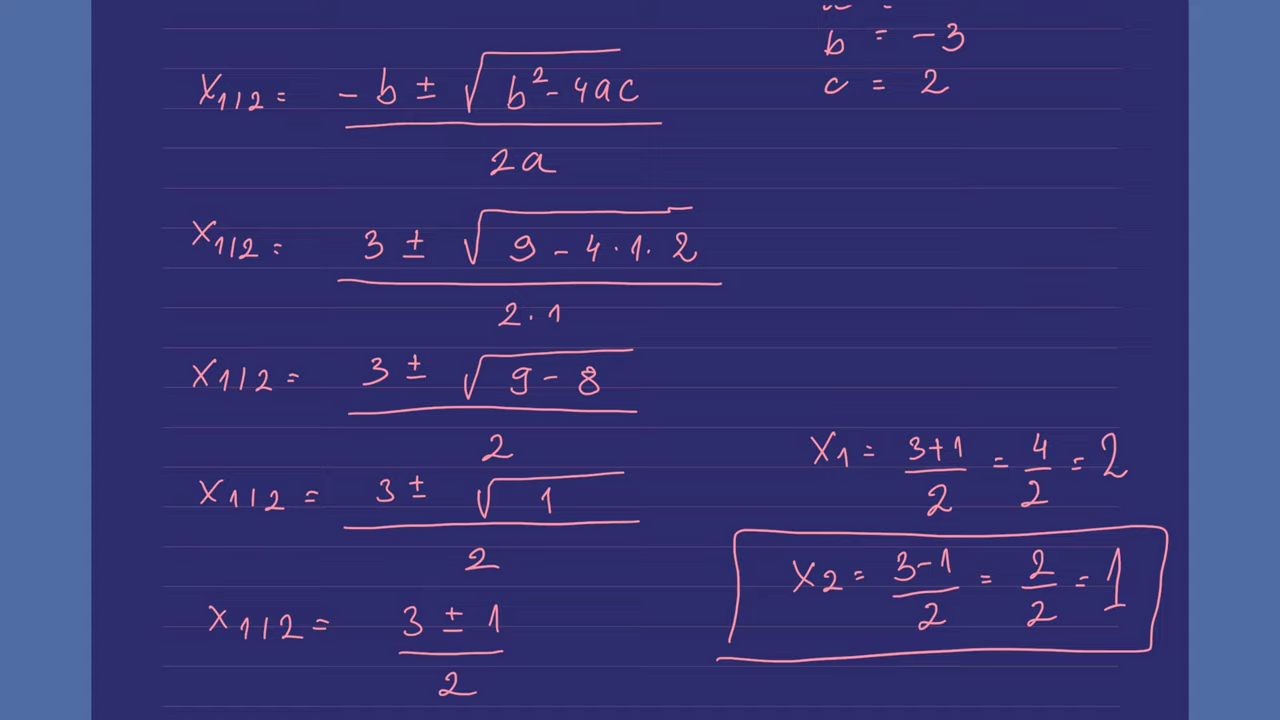 b = -3
c = 2
x1/2 = (-b ± √(b² - 4ac)) / 2a
x1/2 = (3 ± √(9 - 4·1·2)) / 2·1
x1/2 = (3 ± √(9 - 8)) / 2
x1/2 = (3 ± √1) / 2
x1/2 = (3 ± 1) / 2
x1 = (3+1)/2 = 4/2 = 2
x2 = (3-1)/2 = 2/2 = 1